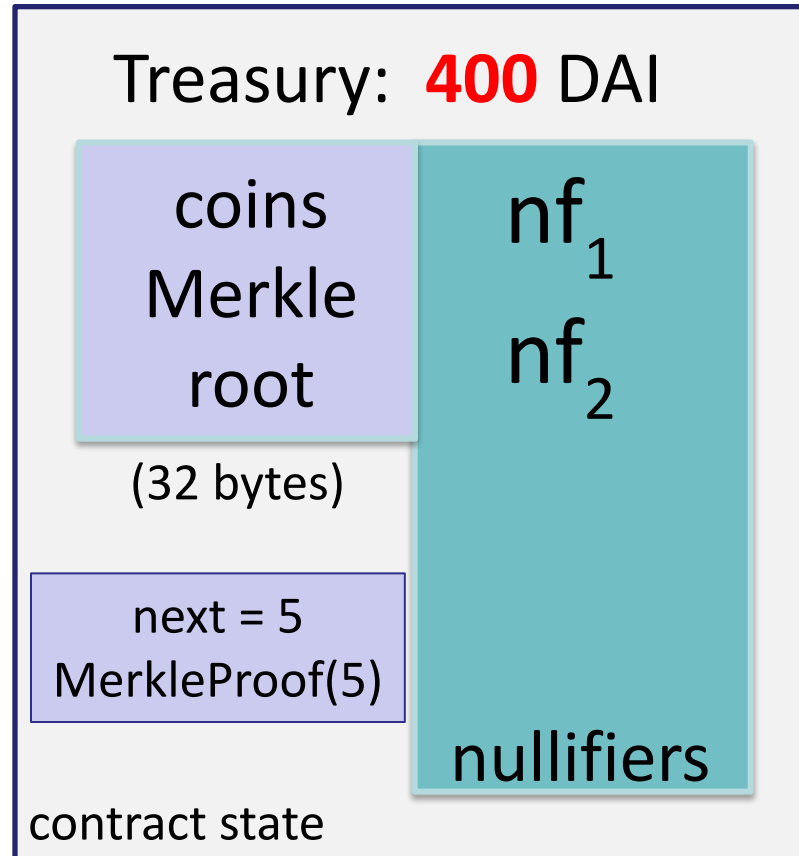 Treasury: 400 DAI
coins
Merkle
root
(32 bytes)
nf₁
nf₂
nullifiers
next = 5
MerkleProof(5)
contract state